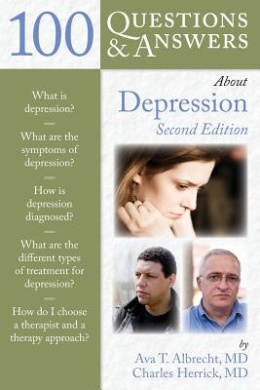 100 QUESTIONS
& ANSWERS
About
Depression
Second Edition
What is
depression?
What are the
symptoms of
depression?
How is
depression
diagnosed?
What are the
different types
of treatment for
depression?
How do I choose
a therapist and a
therapy approach?
by
Ava T. Albrecht, MD
Charles Herrick, MD